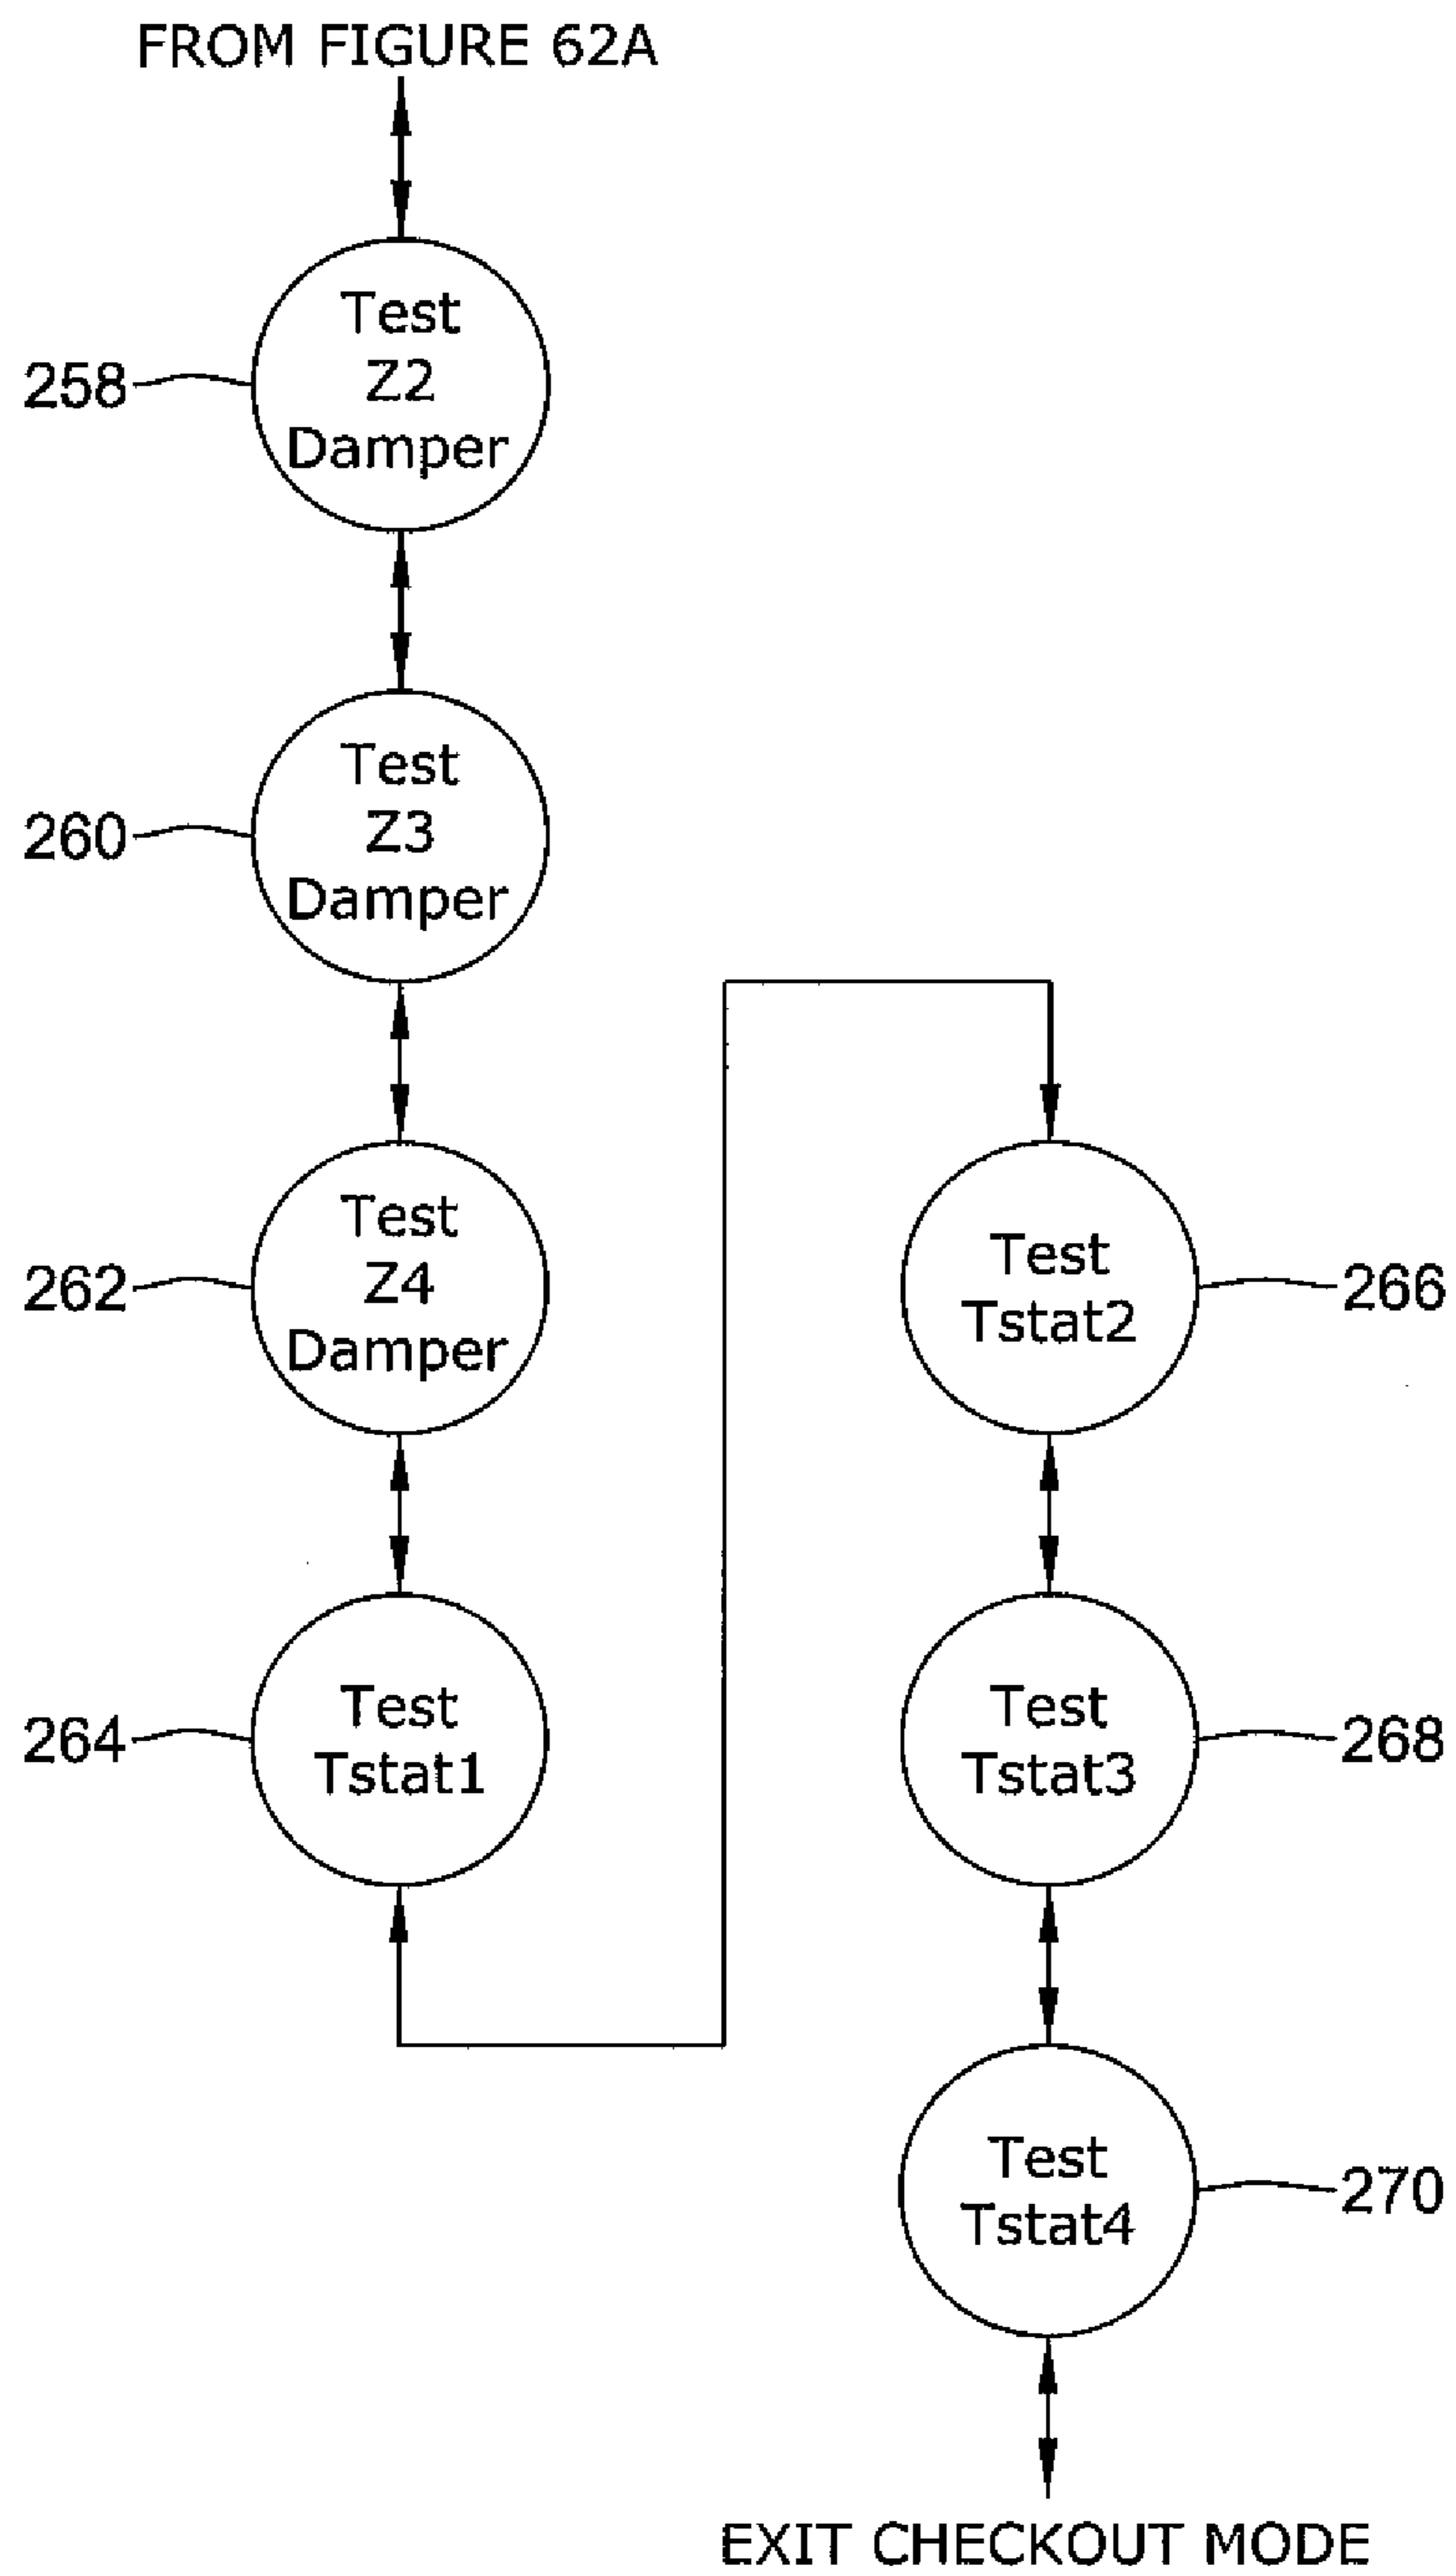 FROM FIGURE 62A
Test
Z2
Damper
258
Test
Z3
Damper
260
Test
Z4
Damper
262
Test
Tstat1
264
Test
Tstat2
266
Test
Tstat3
268
Test
Tstat4
270
EXIT CHECKOUT MODE